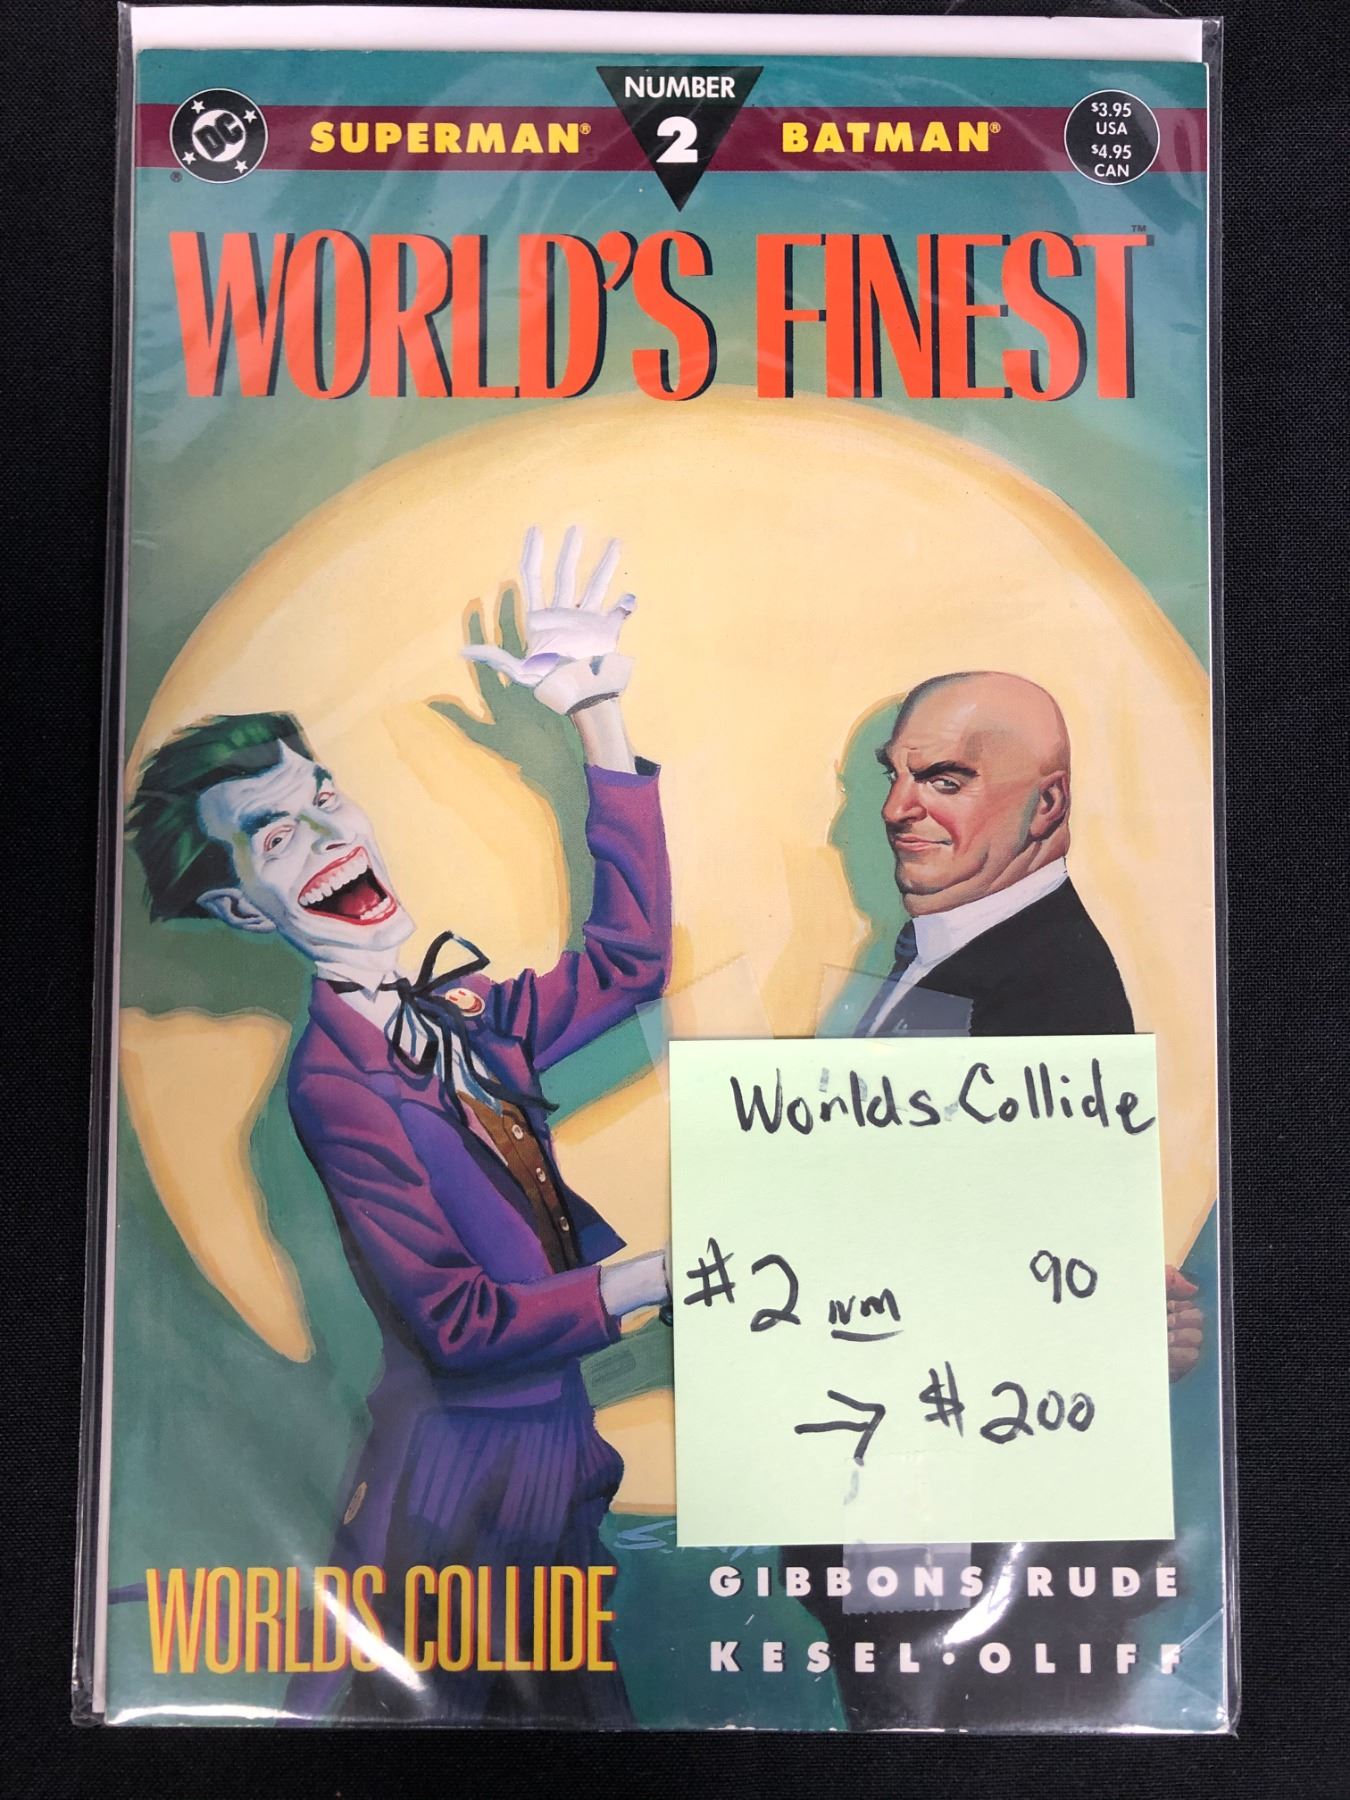 NUMBER
2
DC
®
SUPERMAN®
BATMAN®
$3.95
USA
$4.95
CAN
WORLD'S FINEST™
Worlds Collide
#2 NM 90
→ $200
WORLDS COLLIDE
GIBBONS RUDE
KESEL • OLIFF